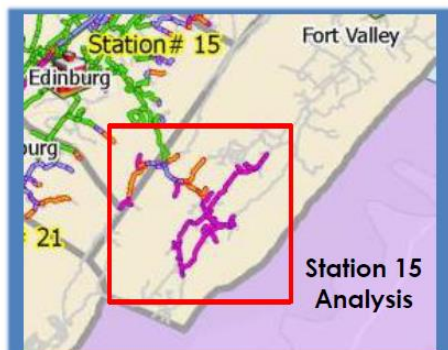 Station# 15
Fort Valley
Edinburg
burg
# 21
Station 15
Analysis